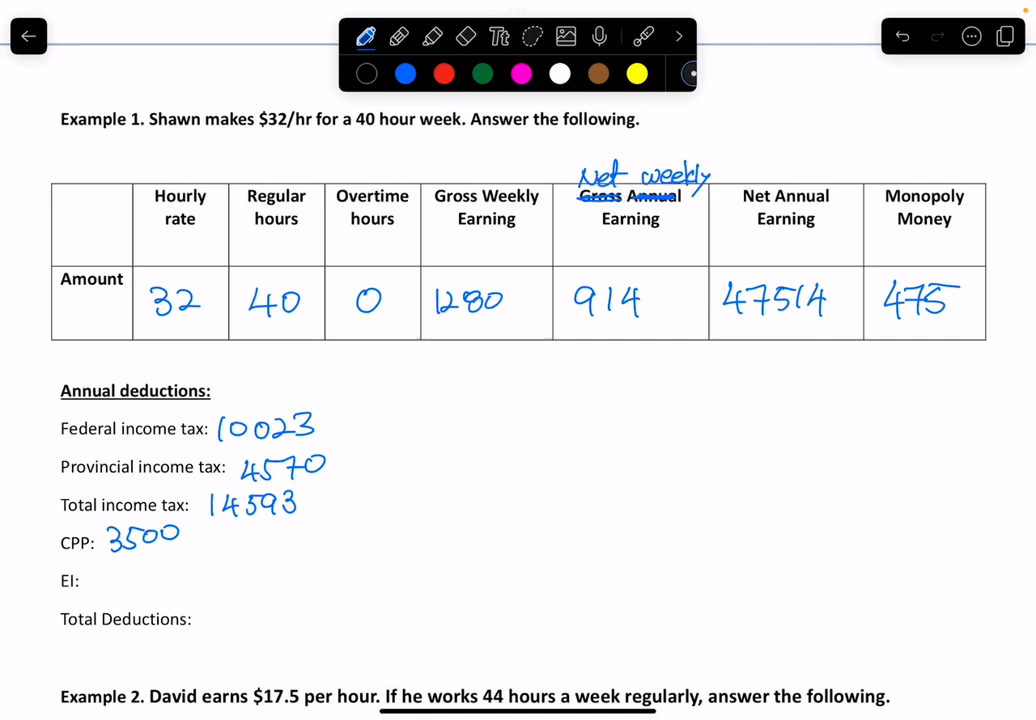 Tt
Example 1. Shawn makes $32/hr for a 40 hour week. Answer the following.
Net weekly
Hourly rate Regular hours Overtime hours Gross Weekly Earning Gross Annual Earning Net Annual Earning Monopoly Money
Amount 32 40 0 1280 914 47514 475
Annual deductions:
Federal income tax: 10023
Provincial income tax: 4570
Total income tax: 14593
CPP: 3500
EI:
Total Deductions:
Example 2. David earns $17.5 per hour. If he works 44 hours a week regularly, answer the following.